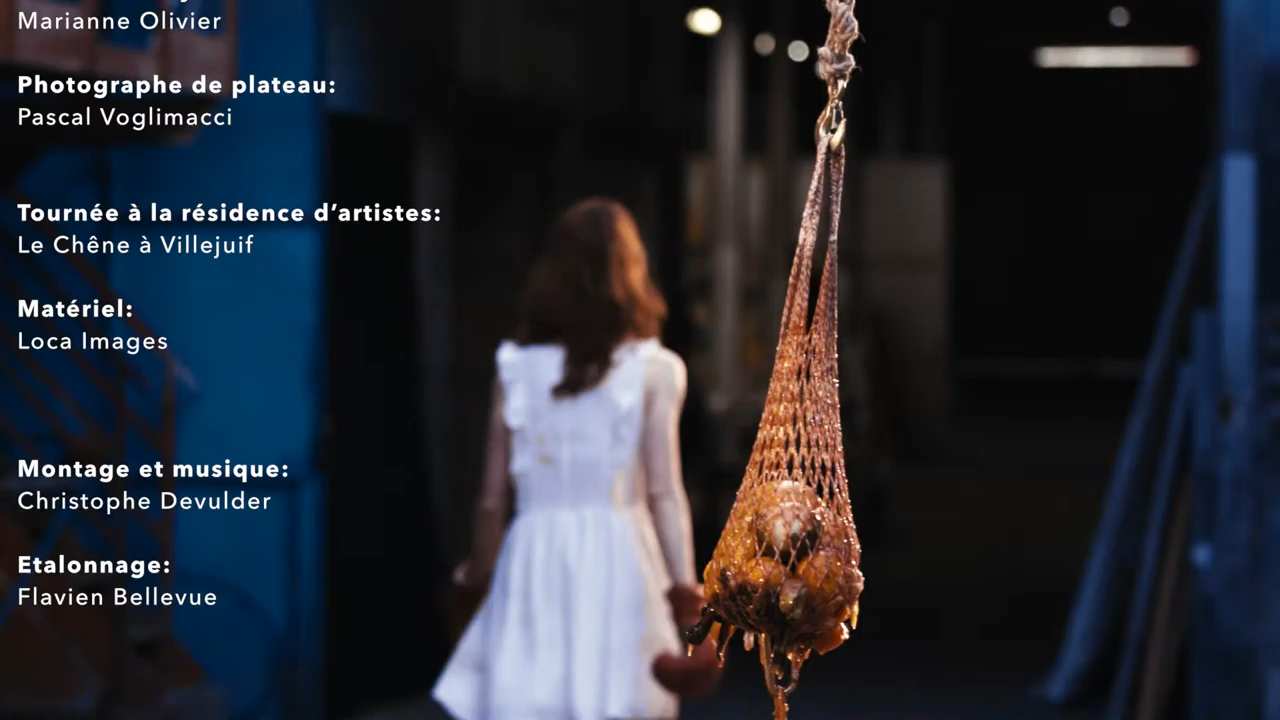 Marianne Olivier
Photographe de plateau:
Pascal Voglimacci
Tournée à la résidence d’artistes:
Le Chêne à Villejuif
Matériel:
Loca Images
Montage et musique:
Christophe Devulder
Etalonnage:
Flavien Bellevue